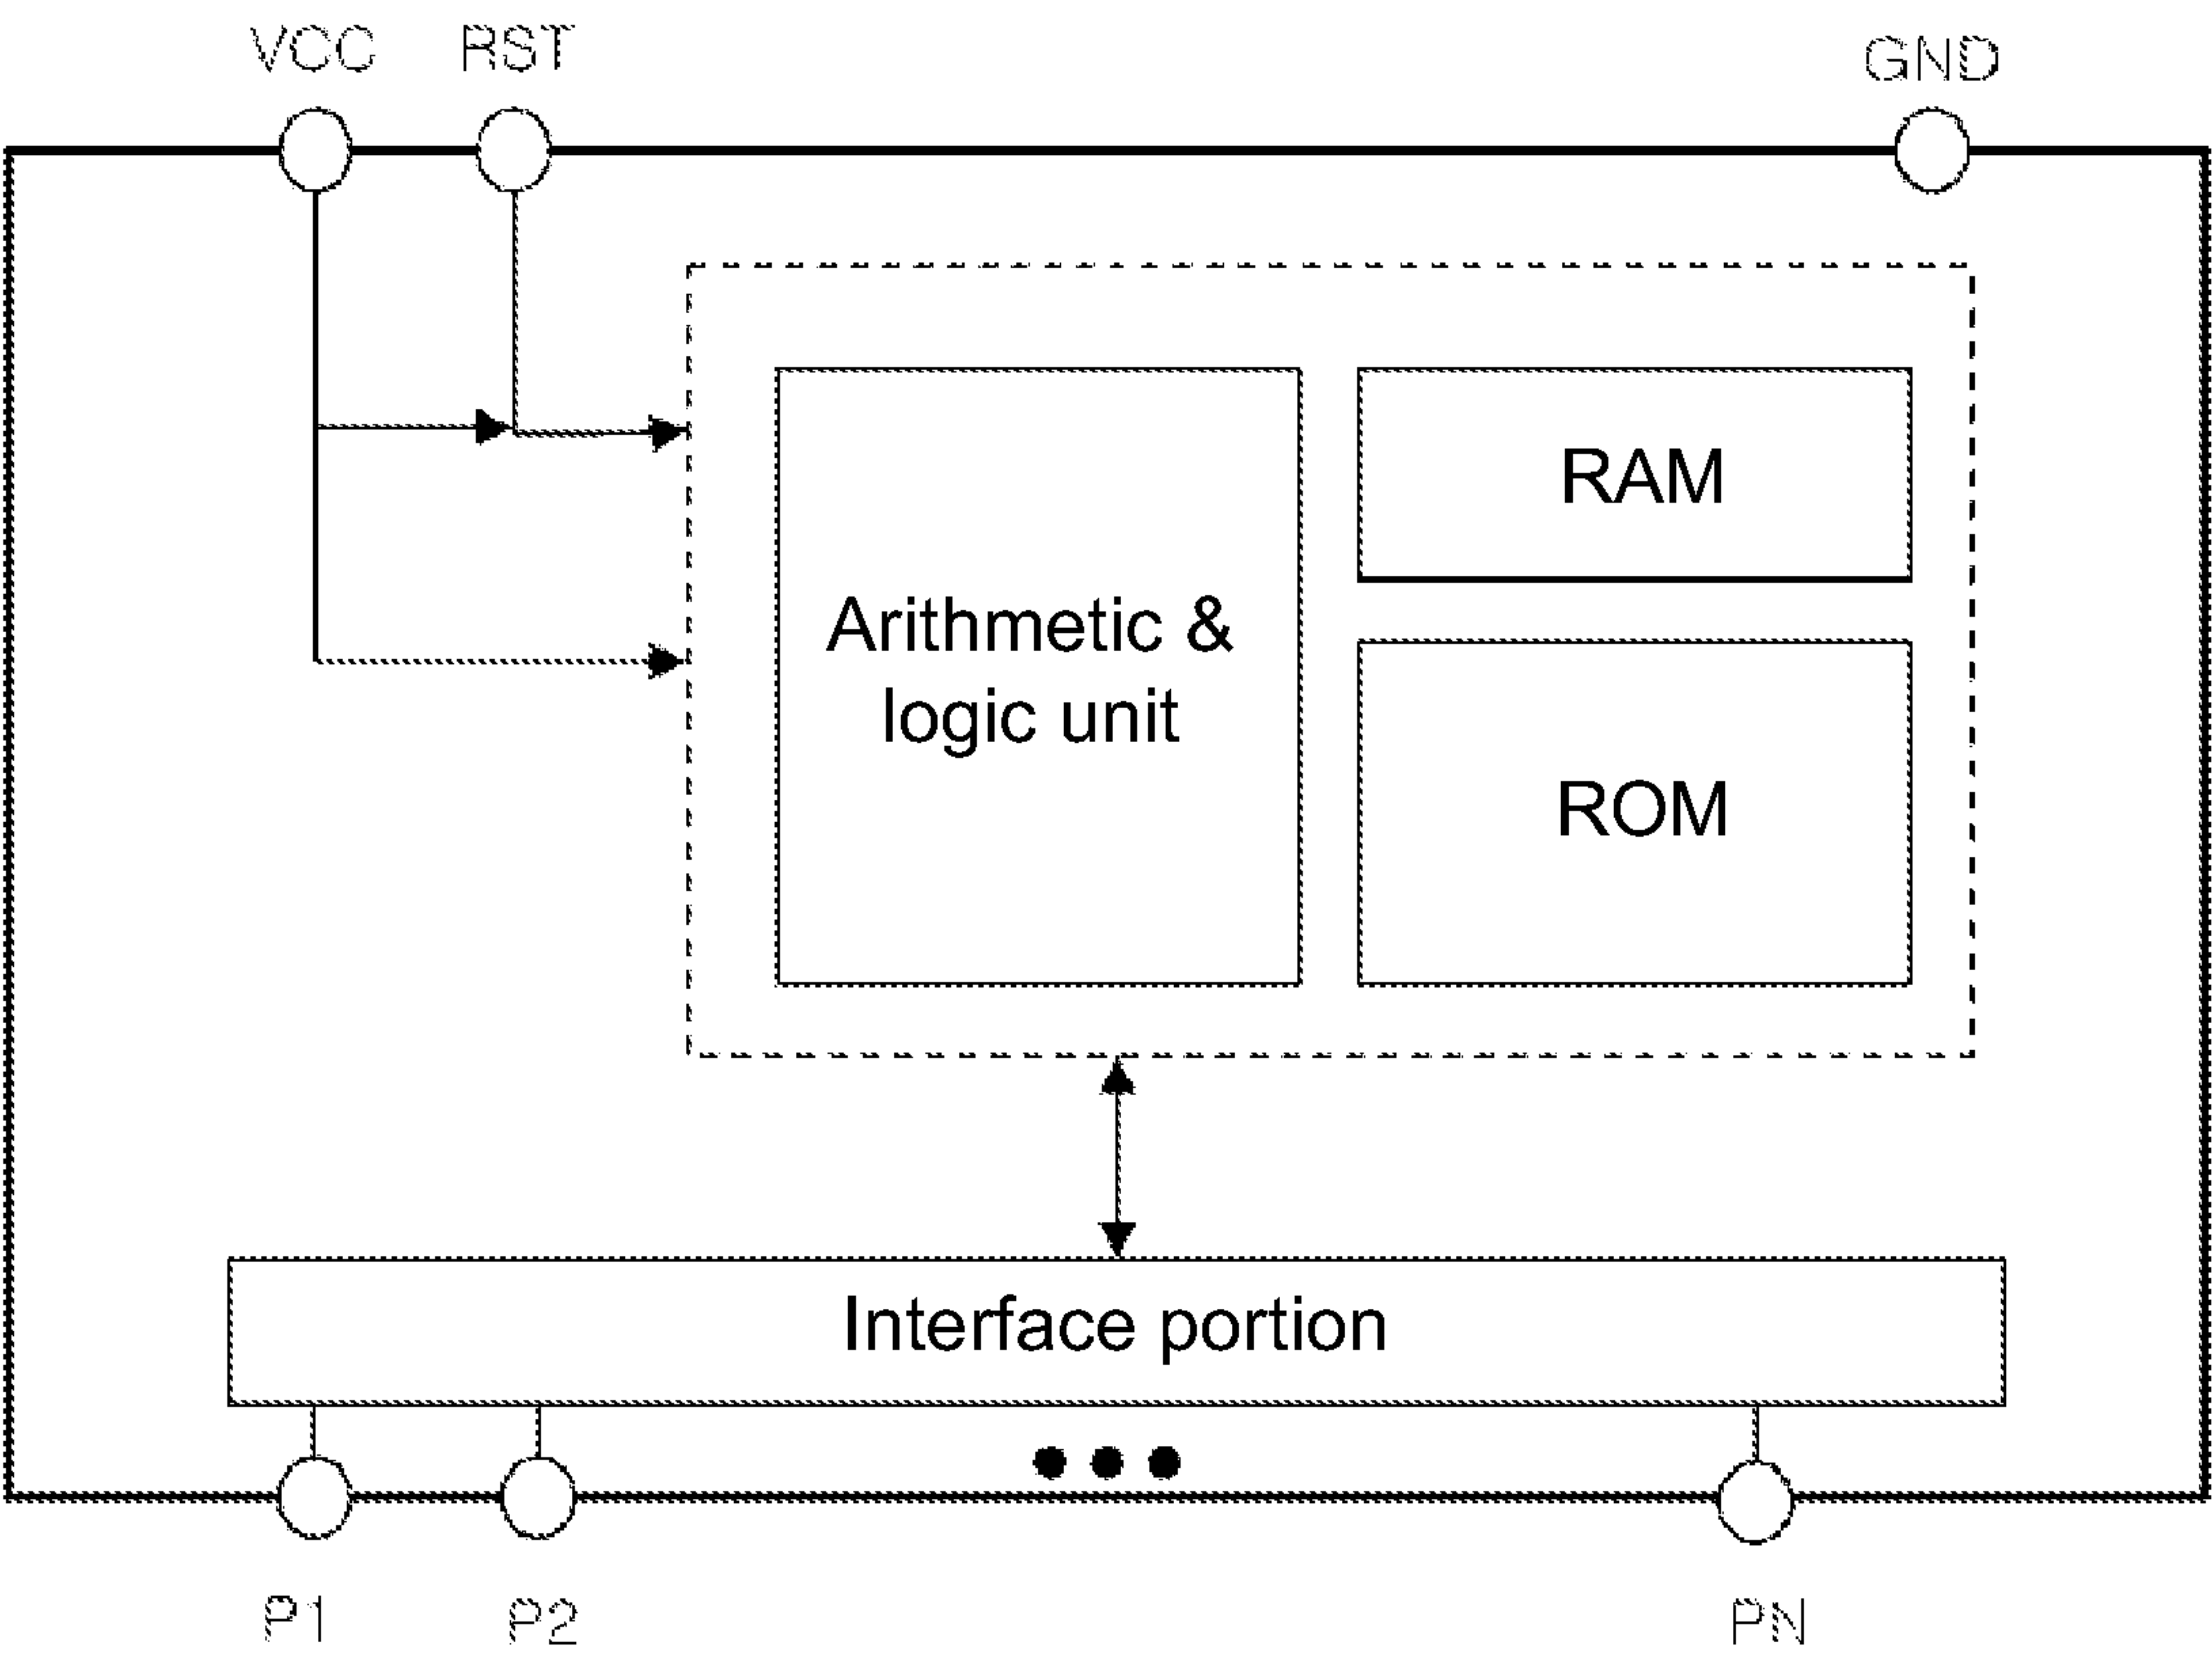 VCC RST GND
RAM
Arithmetic &
logic unit
ROM
Interface portion
P1 P2 PN